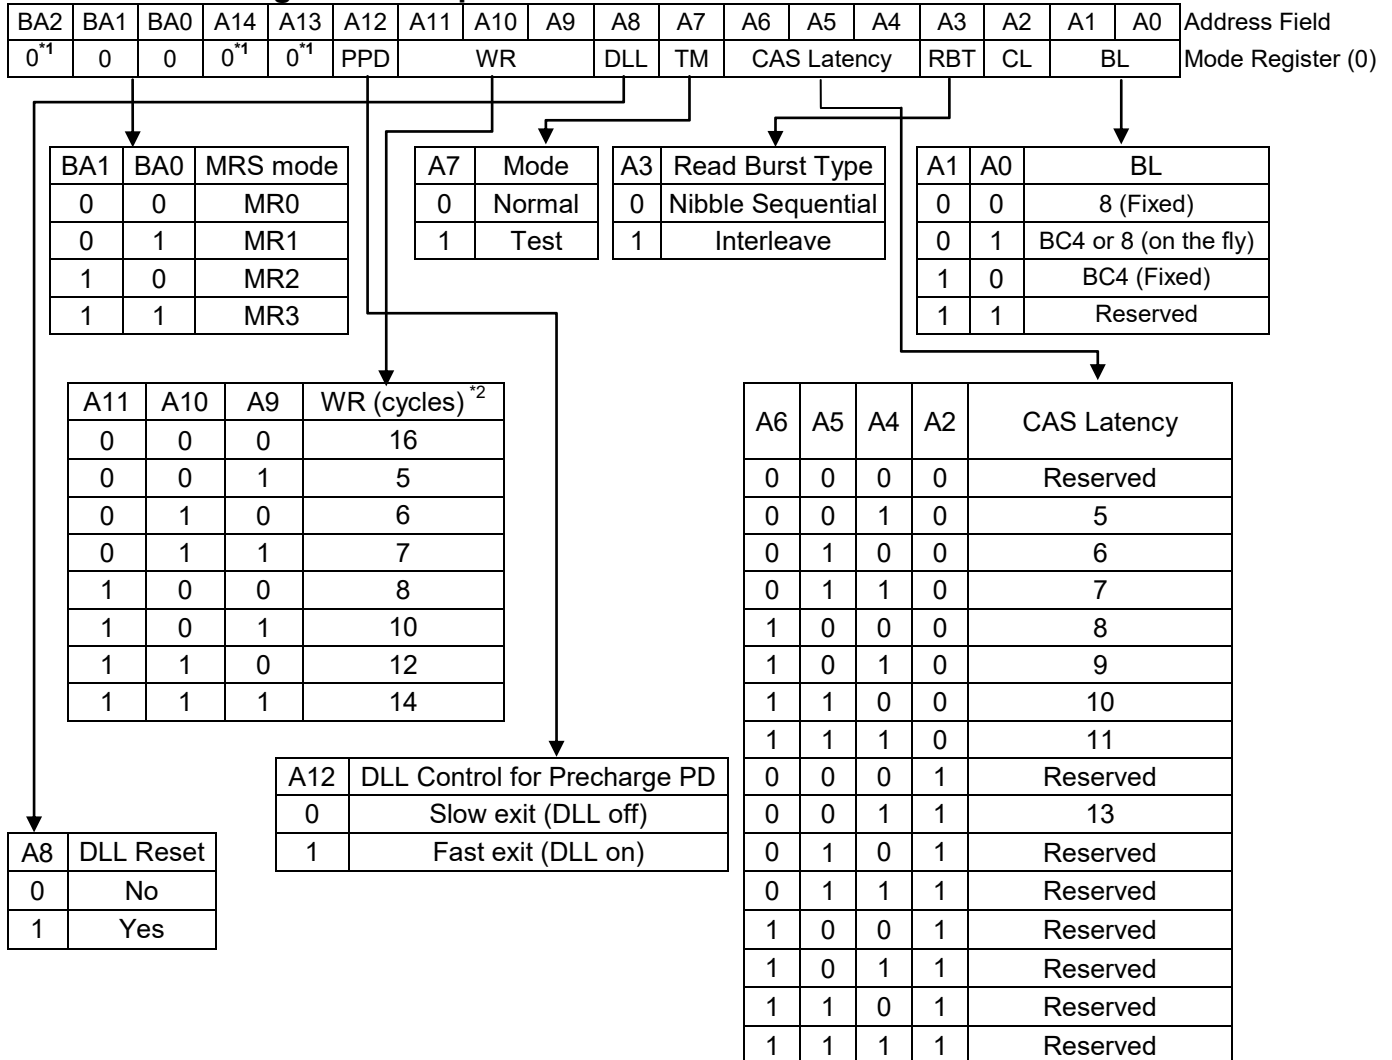 BA2 BA1 BA0 A14 A13 A12 A11 A10 A9 A8 A7 A6 A5 A4 A3 A2 A1 A0 Address Field
0*1 0 0 0*1 0*1 PPD WR DLL TM CAS Latency RBT CL BL Mode Register (0)
BA1 BA0 MRS mode
0 0 MR0
0 1 MR1
1 0 MR2
1 1 MR3
A7 Mode
0 Normal
1 Test
A3 Read Burst Type
0 Nibble Sequential
1 Interleave
A1 A0 BL
0 0 8 (Fixed)
0 1 BC4 or 8 (on the fly)
1 0 BC4 (Fixed)
1 1 Reserved
A11 A10 A9 WR (cycles) *2
0 0 0 16
0 0 1 5
0 1 0 6
0 1 1 7
1 0 0 8
1 0 1 10
1 1 0 12
1 1 1 14
A6 A5 A4 A2 CAS Latency
0 0 0 0 Reserved
0 0 1 0 5
0 1 0 0 6
0 1 1 0 7
1 0 0 0 8
1 0 1 0 9
1 1 0 0 10
1 1 1 0 11
0 0 0 1 Reserved
0 0 1 1 13
0 1 0 1 Reserved
0 1 1 1 Reserved
1 0 0 1 Reserved
1 0 1 1 Reserved
1 1 0 1 Reserved
1 1 1 1 Reserved
A12 DLL Control for Precharge PD
0 Slow exit (DLL off)
1 Fast exit (DLL on)
A8 DLL Reset
0 No
1 Yes